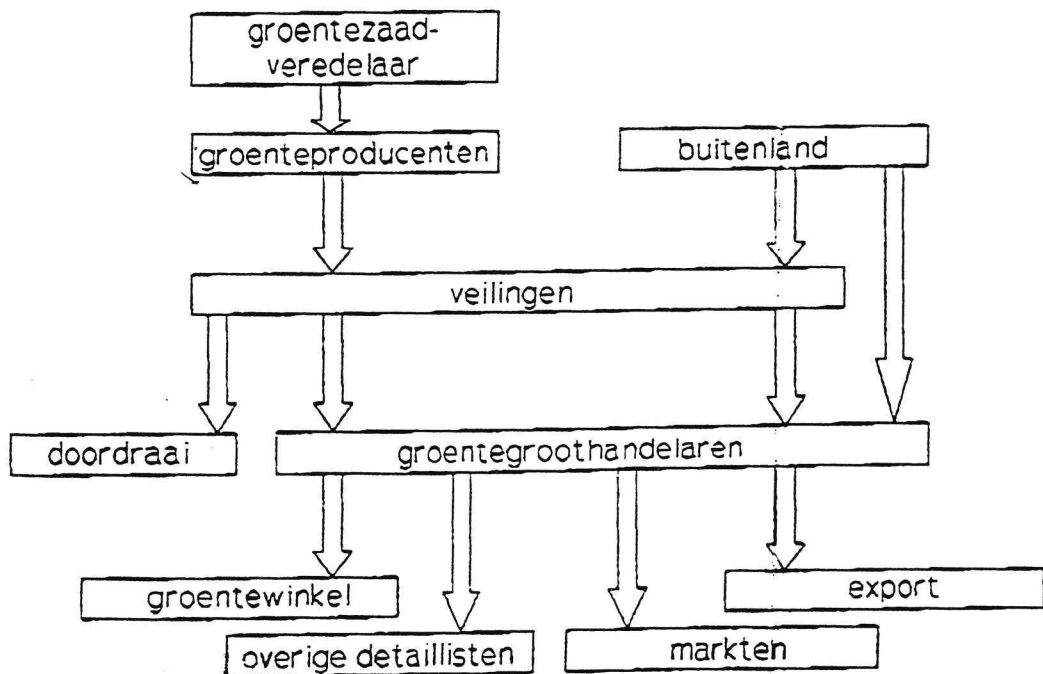 groentezaad-
veredelaar
groenteproducenten
buitenland
veilingen
doordraai
groentegroothandelaren
groentewinkel
export
overige detaillisten
markten